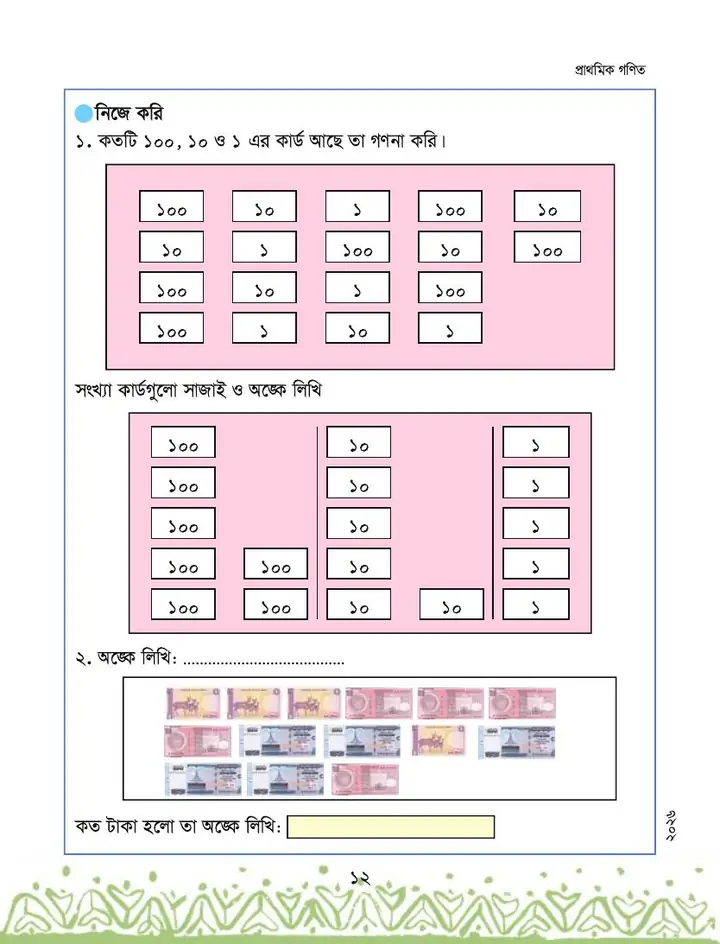 প্রাথমিক গণিত
নিজে করি
১. কতটি ১০০, ১০ ও ১ এর কার্ড আছে তা গণনা করি।
১০০ ১০ ১ ১০০ ১০
১০ ১ ১০০ ১০ ১০০
১০০ ১০ ১ ১০০
১০০ ১ ১০ ১
সংখ্যা কার্ডগুলো সাজাই ও অঙ্কে লিখি
১০০ ১০ ১
১০০ ১০ ১
১০০ ১০ ১
১০০ ১০০ ১০ ১
১০০ ১০০ ১০ ১০ ১
২. অঙ্কে লিখি: .......................................
কত টাকা হলো তা অঙ্কে লিখি:
২০২৬
১২